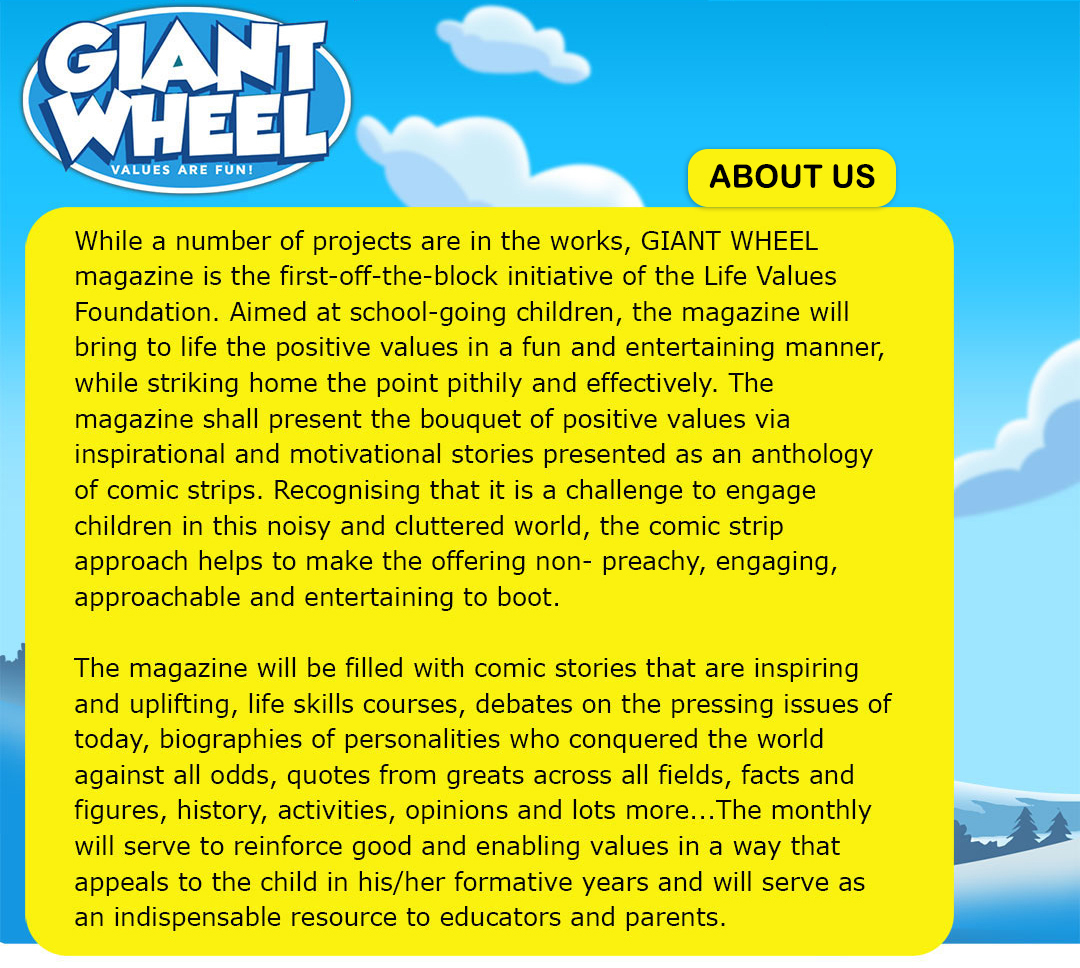 GIANT
WHEEL
VALUES ARE FUN!
ABOUT US
While a number of projects are in the works, GIANT WHEEL
magazine is the first-off-the-block initiative of the Life Values
Foundation. Aimed at school-going children, the magazine will
bring to life the positive values in a fun and entertaining manner,
while striking home the point pithily and effectively. The
magazine shall present the bouquet of positive values via
inspirational and motivational stories presented as an anthology
of comic strips. Recognising that it is a challenge to engage
children in this noisy and cluttered world, the comic strip
approach helps to make the offering non- preachy, engaging,
approachable and entertaining to boot.
The magazine will be filled with comic stories that are inspiring
and uplifting, life skills courses, debates on the pressing issues of
today, biographies of personalities who conquered the world
against all odds, quotes from greats across all fields, facts and
figures, history, activities, opinions and lots more...The monthly
will serve to reinforce good and enabling values in a way that
appeals to the child in his/her formative years and will serve as
an indispensable resource to educators and parents.